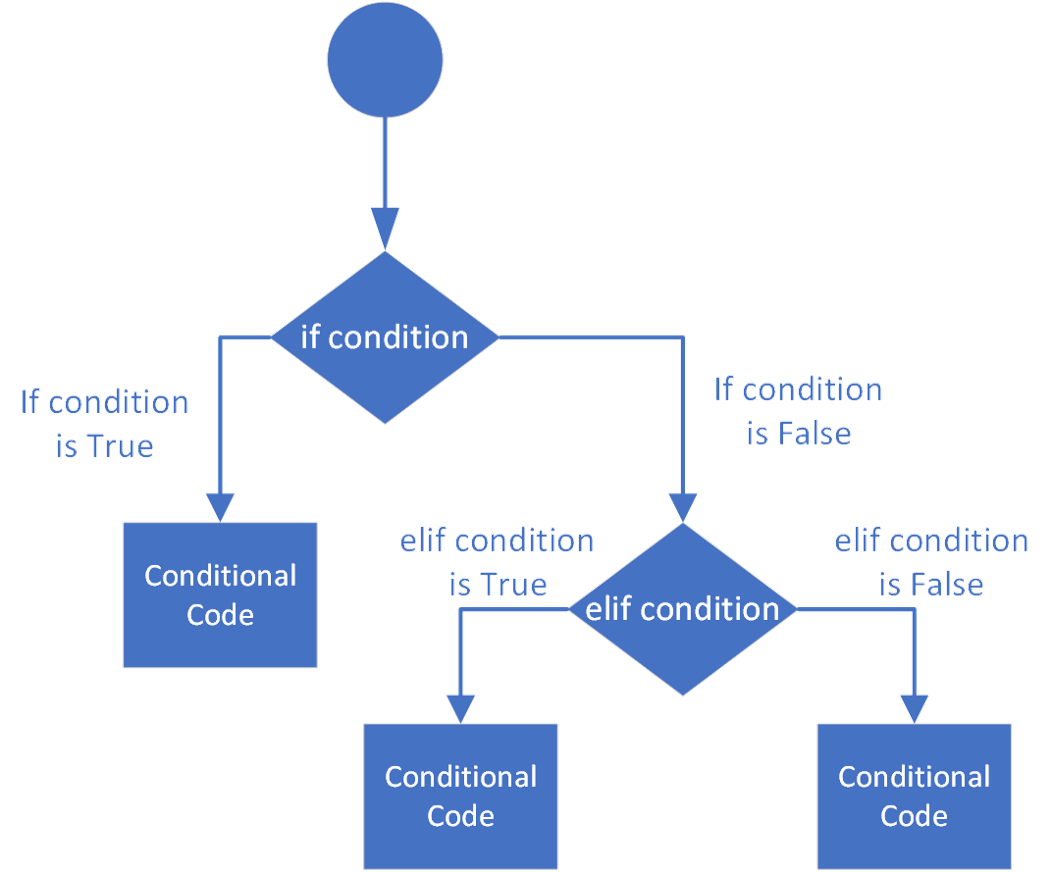 if condition
If condition
is True
If condition
is False
Conditional
Code
elif condition
is True
elif condition
is False
elif condition
Conditional
Code
Conditional
Code